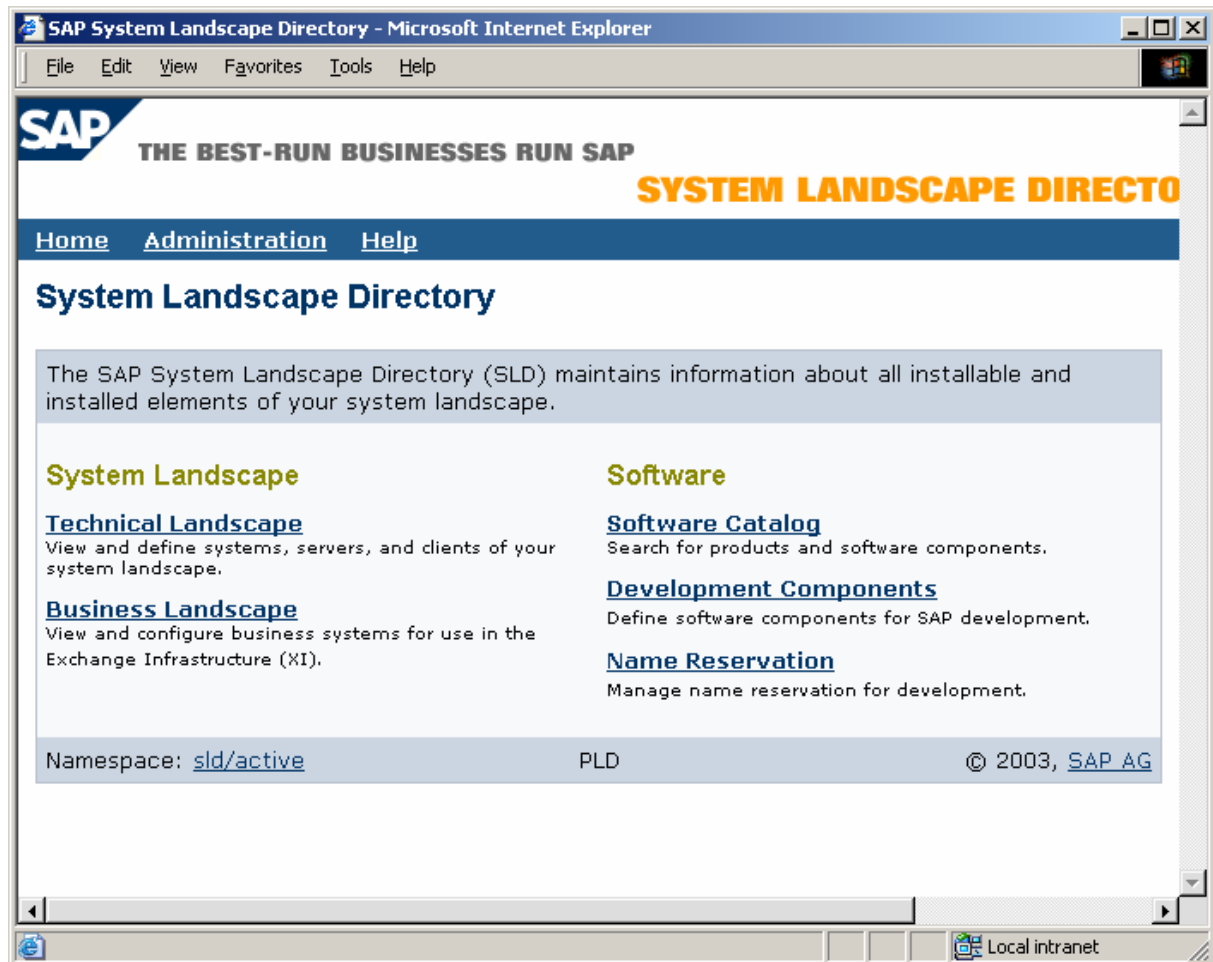 SAP System Landscape Directory - Microsoft Internet Explorer
File Edit View Favorites Tools Help
SAP
THE BEST-RUN BUSINESSES RUN SAP
SYSTEM LANDSCAPE DIRECTO
Home Administration Help
System Landscape Directory
The SAP System Landscape Directory (SLD) maintains information about all installable and
installed elements of your system landscape.
System Landscape
Technical Landscape
View and define systems, servers, and clients of your
system landscape.
Business Landscape
View and configure business systems for use in the
Exchange Infrastructure (XI).
Software
Software Catalog
Search for products and software components.
Development Components
Define software components for SAP development.
Name Reservation
Manage name reservation for development.
Namespace: sld/active PLD © 2003, SAP AG
Local intranet